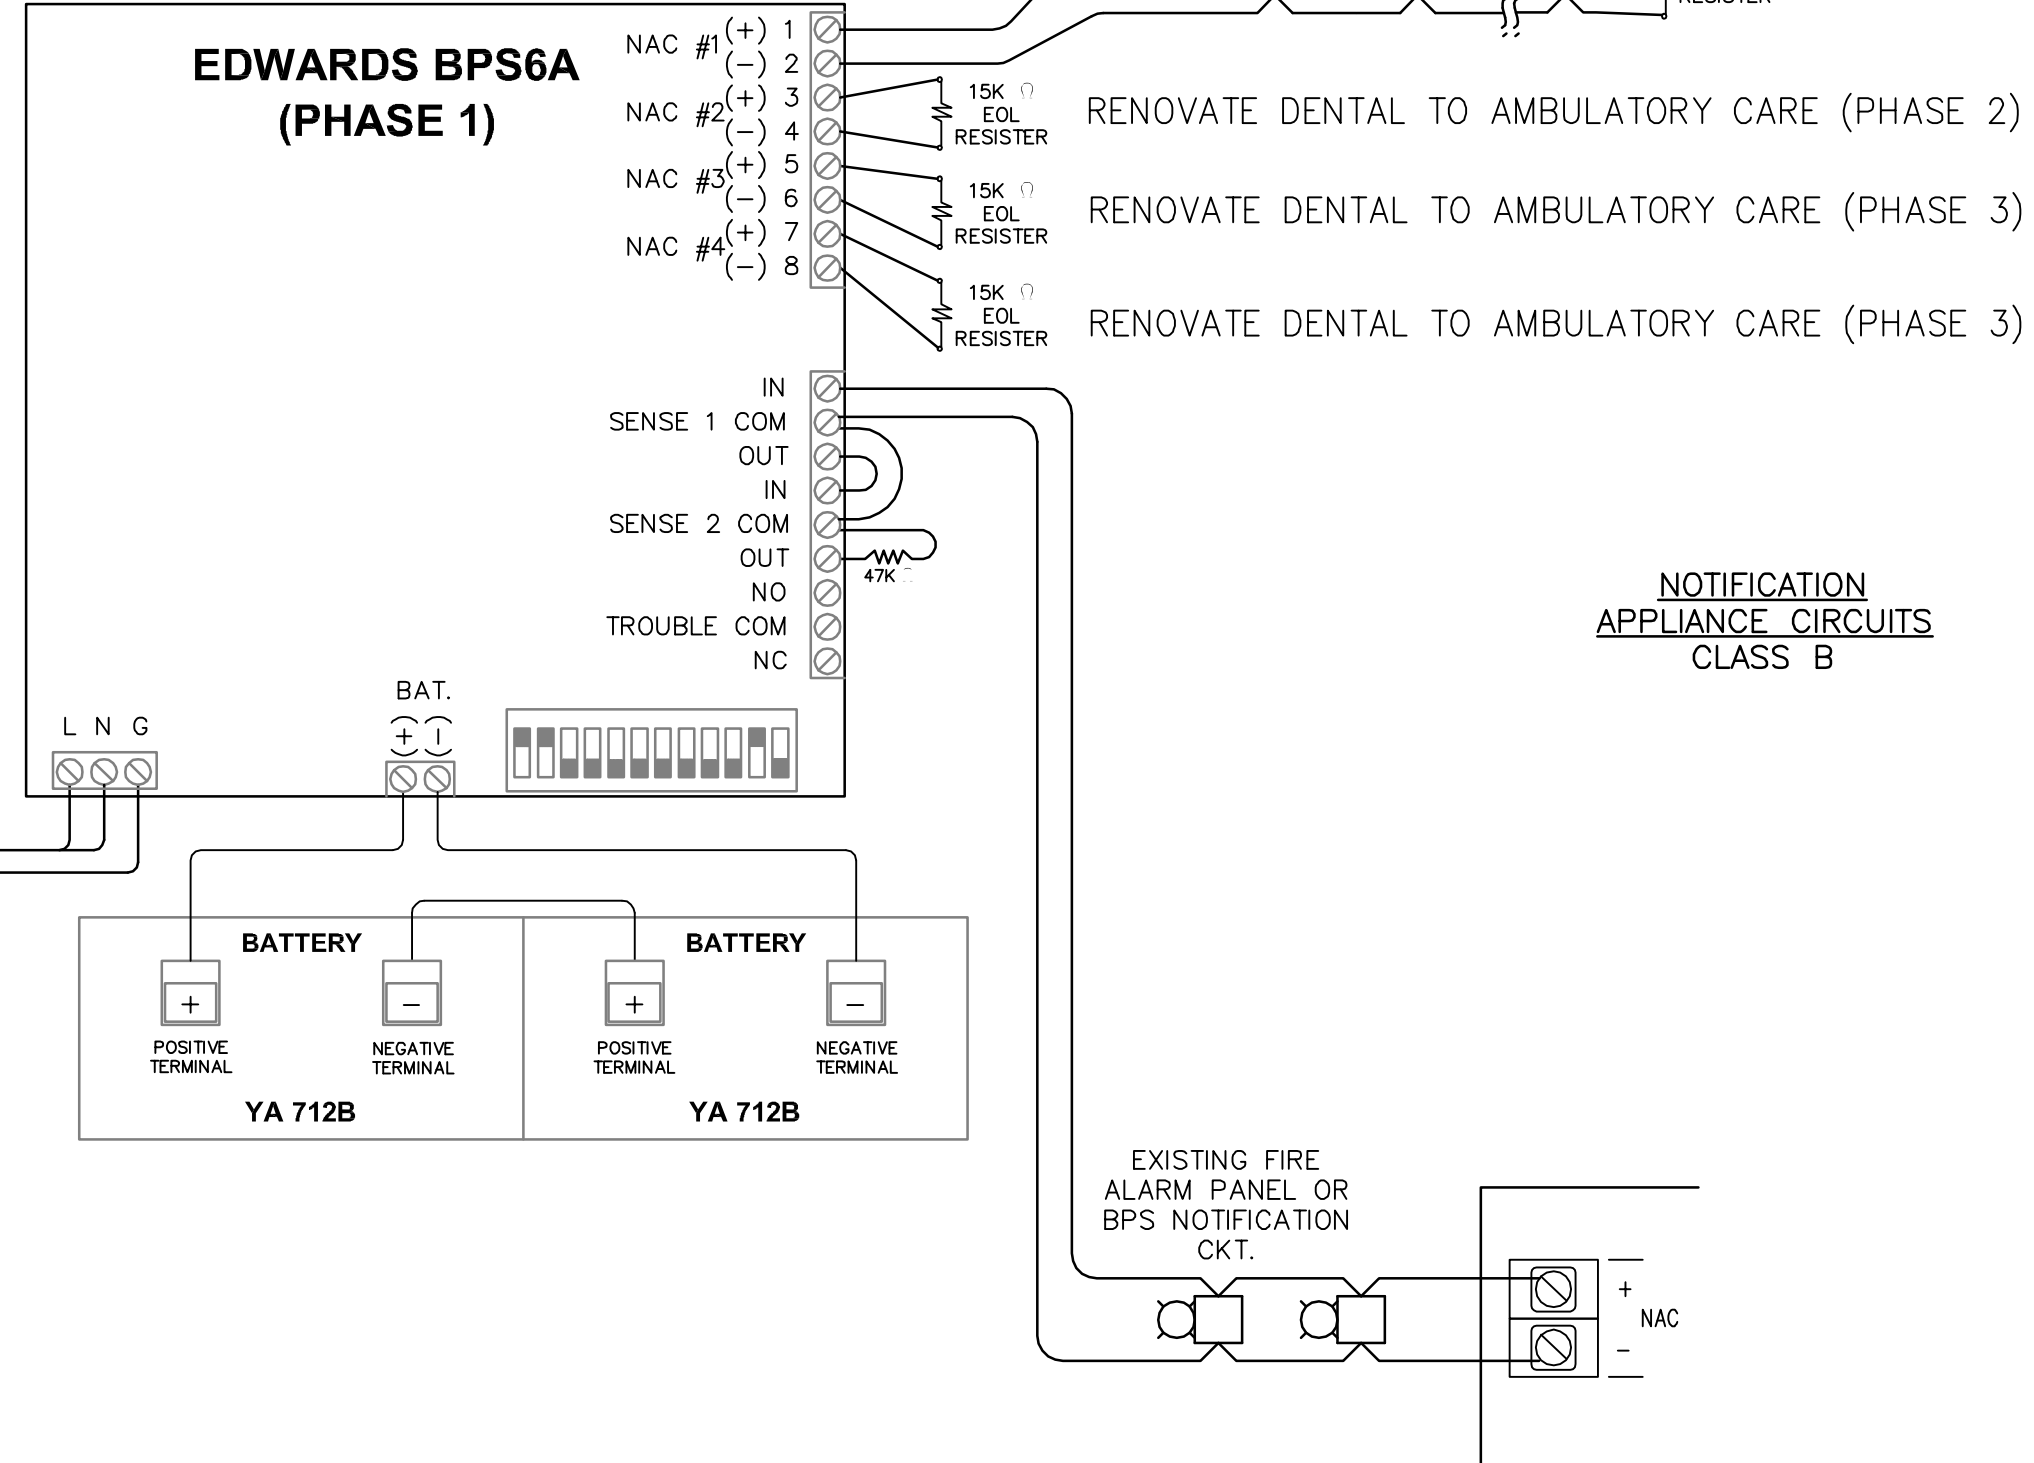 RESISTER
EDWARDS BPS6A
(PHASE 1)
NAC #1
(+) 1
(−) 2
NAC #2
(+) 3
(−) 4
NAC #3
(+) 5
(−) 6
NAC #4
(+) 7
(−) 8
15K Ω
EOL
RESISTER
RENOVATE DENTAL TO AMBULATORY CARE (PHASE 2)
15K Ω
EOL
RESISTER
RENOVATE DENTAL TO AMBULATORY CARE (PHASE 3)
15K Ω
EOL
RESISTER
RENOVATE DENTAL TO AMBULATORY CARE (PHASE 3)
IN
SENSE 1 COM
OUT
IN
SENSE 2 COM
OUT
47K Ω
NO
TROUBLE COM
NC
NOTIFICATION
APPLIANCE CIRCUITS
CLASS B
L N G
BAT.
(+) (−)
BATTERY
+
−
POSITIVE
TERMINAL
NEGATIVE
TERMINAL
YA 712B
BATTERY
+
−
POSITIVE
TERMINAL
NEGATIVE
TERMINAL
YA 712B
EXISTING FIRE
ALARM PANEL OR
BPS NOTIFICATION
CKT.
+
NAC
−